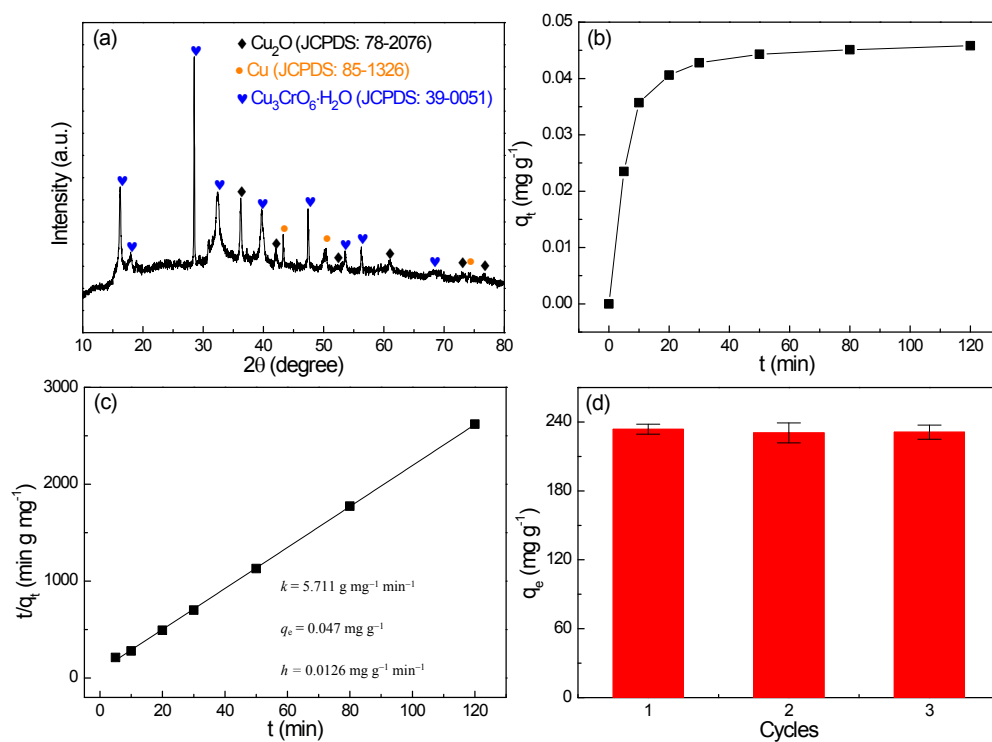 (a)
◆ Cu₂O (JCPDS: 78-2076)
● Cu (JCPDS: 85-1326)
♥ Cu₃CrO₆·H₂O (JCPDS: 39-0051)
Intensity (a.u.)
10 20 30 40 50 60 70 80
2θ (degree)
(b)
0.05
0.04
0.03
0.02
0.01
0.00
qₜ (mg g⁻¹)
0 20 40 60 80 100 120
t (min)
(c)
3000
2000
1000
0
t/qₜ (min g mg⁻¹)
k = 5.711 g mg⁻¹ min⁻¹
qₑ = 0.047 mg g⁻¹
h = 0.0126 mg g⁻¹ min⁻¹
0 20 40 60 80 100 120
t (min)
(d)
240
180
120
60
0
qₑ (mg g⁻¹)
1 2 3
Cycles